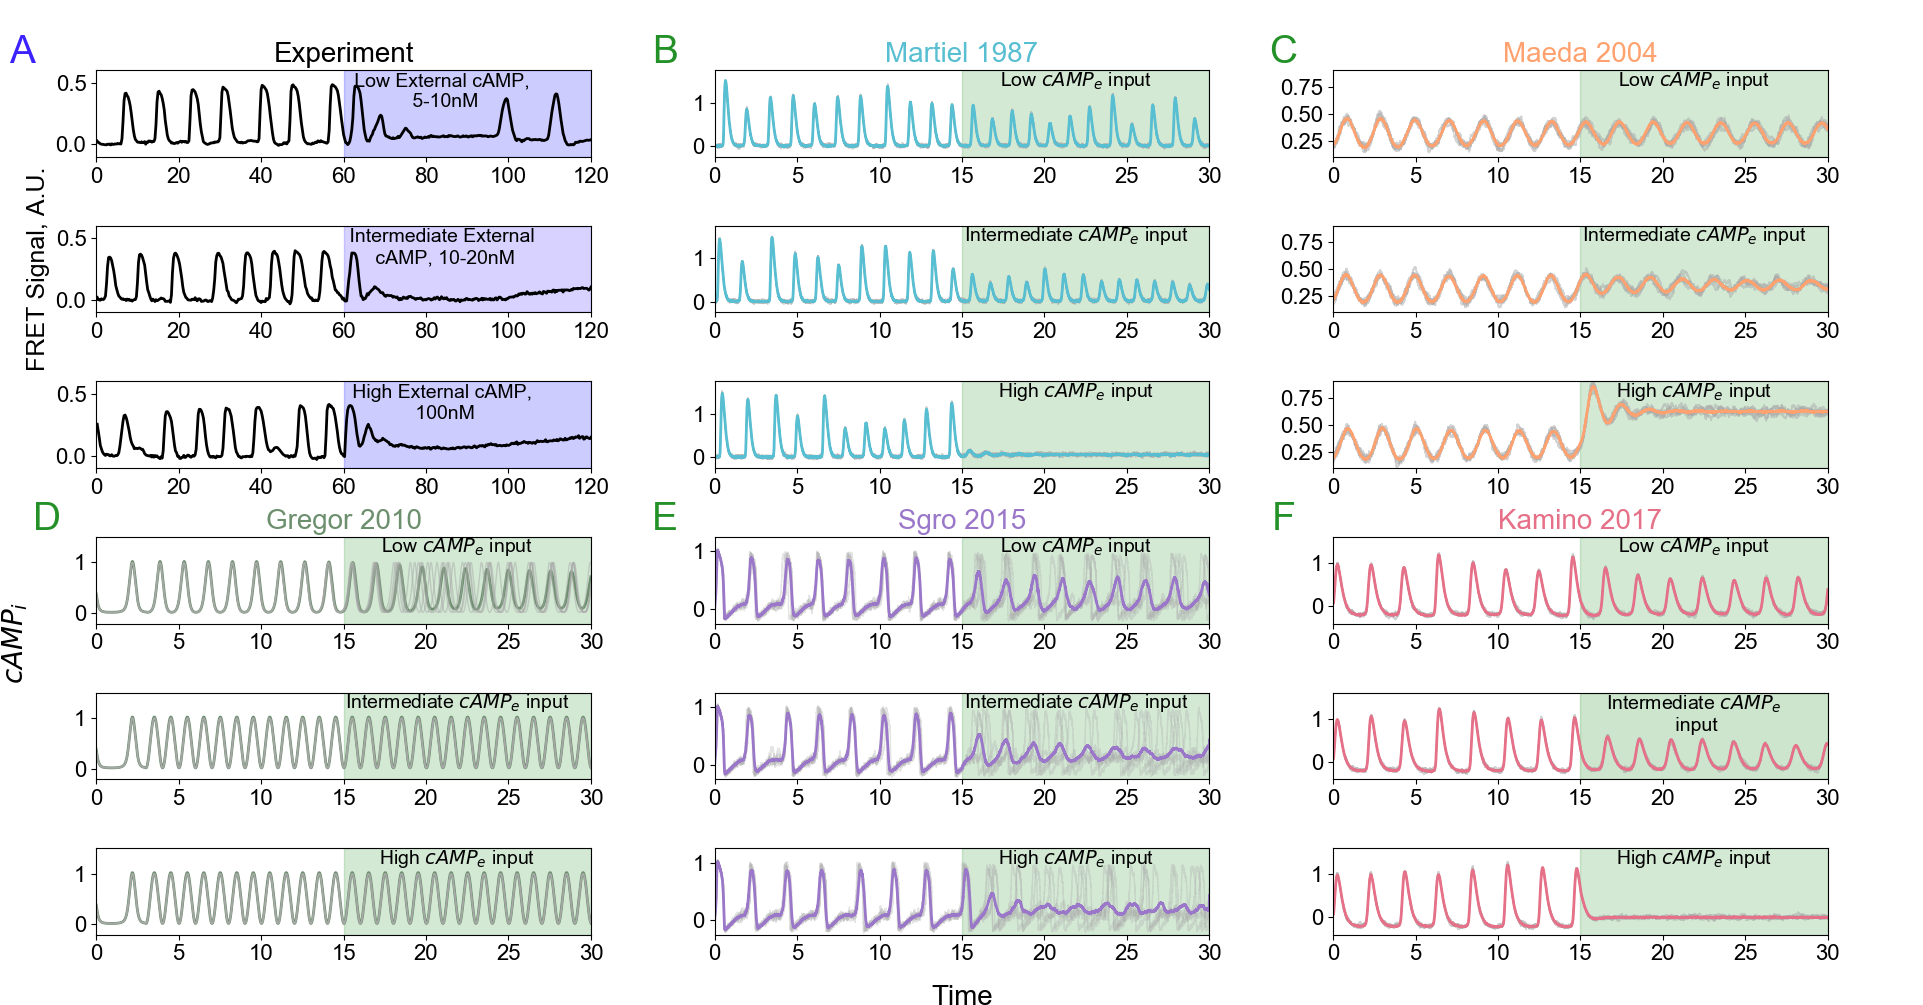 A
Experiment
B
Martiel 1987
C
Maeda 2004
FRET Signal, A.U.
0.5
0.0
Low External cAMP,
5-10nM
0 20 40 60 80 100 120
1
0
Low cAMPe input
0 5 10 15 20 25 30
0.75
0.50
0.25
Low cAMPe input
0 5 10 15 20 25 30
0.5
0.0
Intermediate External
cAMP, 10-20nM
0 20 40 60 80 100 120
1
0
Intermediate cAMPe input
0 5 10 15 20 25 30
0.75
0.50
0.25
Intermediate cAMPe input
0 5 10 15 20 25 30
0.5
0.0
High External cAMP,
100nM
0 20 40 60 80 100 120
1
0
High cAMPe input
0 5 10 15 20 25 30
0.75
0.50
0.25
High cAMPe input
0 5 10 15 20 25 30
D
Gregor 2010
E
Sgro 2015
F
Kamino 2017
cAMPi
1
0
Low cAMPe input
0 5 10 15 20 25 30
1
0
Low cAMPe input
0 5 10 15 20 25 30
1
0
Low cAMPe input
0 5 10 15 20 25 30
1
0
Intermediate cAMPe input
0 5 10 15 20 25 30
1
0
Intermediate cAMPe input
0 5 10 15 20 25 30
1
0
Intermediate cAMPe
input
0 5 10 15 20 25 30
1
0
High cAMPe input
0 5 10 15 20 25 30
1
0
High cAMPe input
0 5 10 15 20 25 30
1
0
High cAMPe input
0 5 10 15 20 25 30
Time